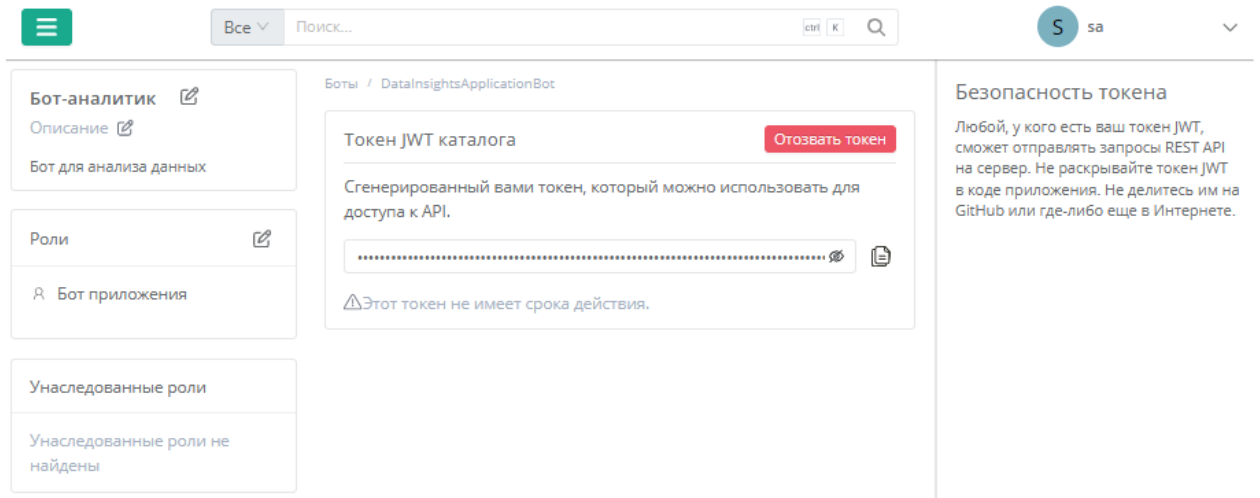 Все
Поиск...
ctrl K
S
sa
Бот-аналитик
Описание
Бот для анализа данных
Роли
Бот приложения
Унаследованные роли
Унаследованные роли не
найдены
Боты / DataInsightsApplicationBot
Токен JWT каталога
Отозвать токен
Сгенерированный вами токен, который можно использовать для
доступа к API.
Этот токен не имеет срока действия.
Безопасность токена
Любой, у кого есть ваш токен JWT,
сможет отправлять запросы REST API
на сервер. Не раскрывайте токен JWT
в коде приложения. Не делитесь им на
GitHub или где-либо еще в Интернете.